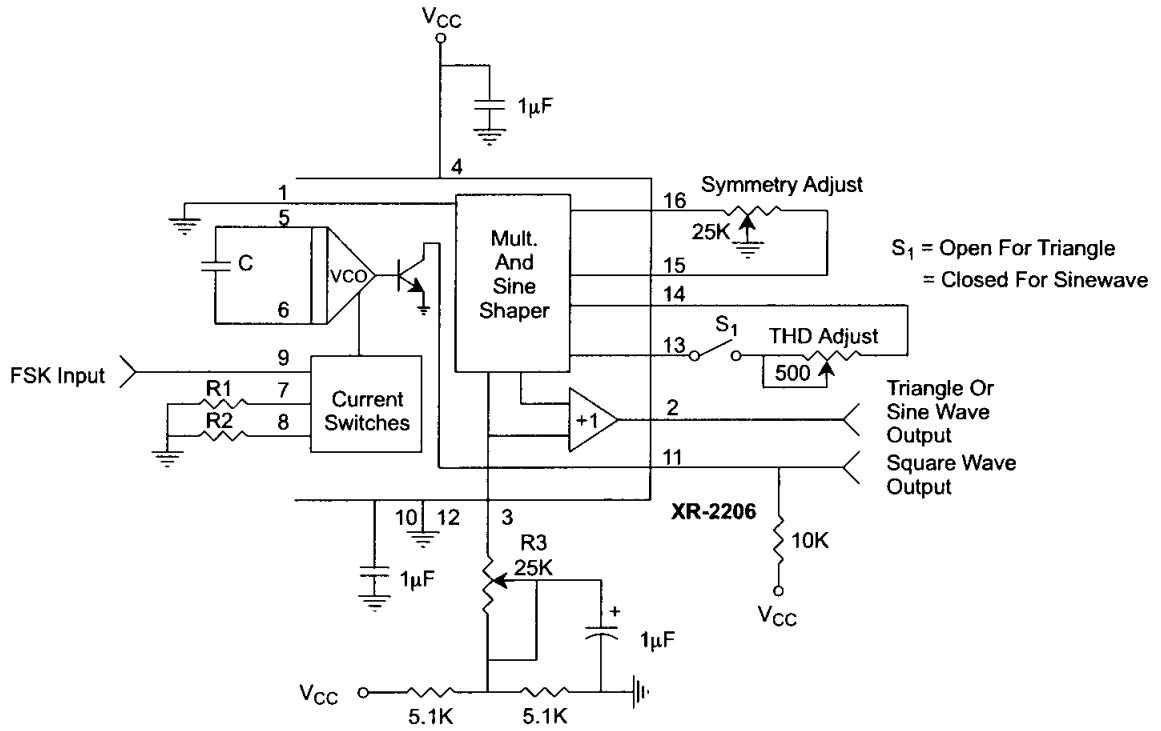 VCC
1µF
4
1
16
Symmetry Adjust
25K
5
C
VCO
Mult.
And
Sine
Shaper
15
S1 = Open For Triangle
= Closed For Sinewave
6
14
S1
THD Adjust
13
500
FSK Input
9
R1
7
R2
8
Current
Switches
+1
2
Triangle Or
Sine Wave
Output
11
Square Wave
Output
10
12
3
XR-2206
10K
VCC
1µF
R3
25K
+
1µF
VCC
5.1K
5.1K